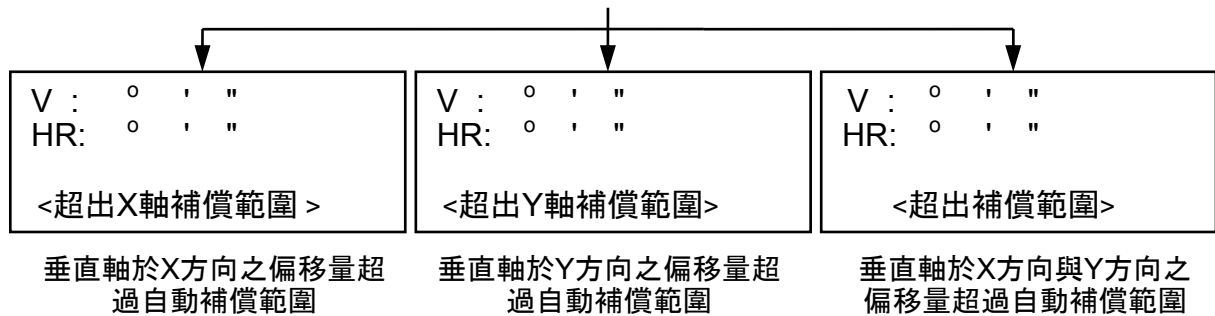 V : º ' "
HR: º ' "
<超出X軸補償範圍 >
垂直軸於X方向之偏移量超
過自動補償範圍
V : º ' "
HR: º ' "
<超出Y軸補償範圍>
垂直軸於Y方向之偏移量超
過自動補償範圍
V : º ' "
HR: º ' "
<超出補償範圍>
垂直軸於X方向與Y方向之
偏移量超過自動補償範圍